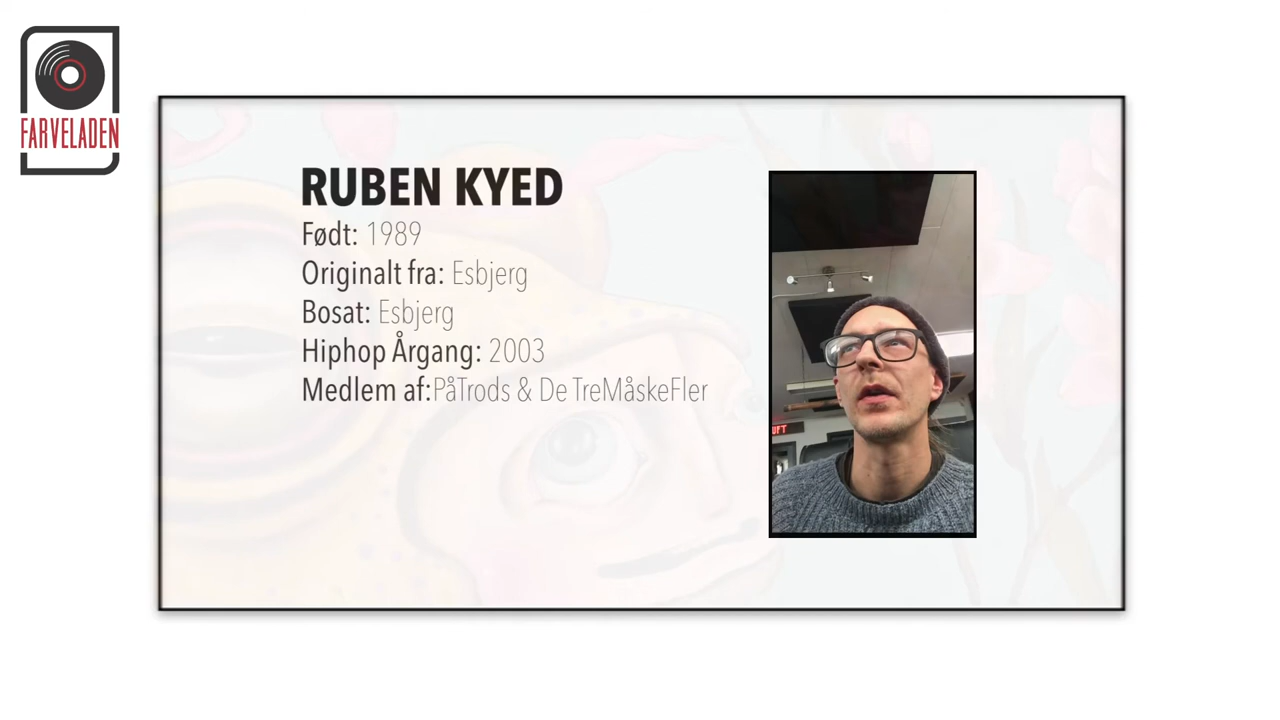 FARVELADEN
RUBEN KYED
Født: 1989
Originalt fra: Esbjerg
Bosat: Esbjerg
Hiphop Årgang: 2003
Medlem af:PåTrods & De TreMåskeFler